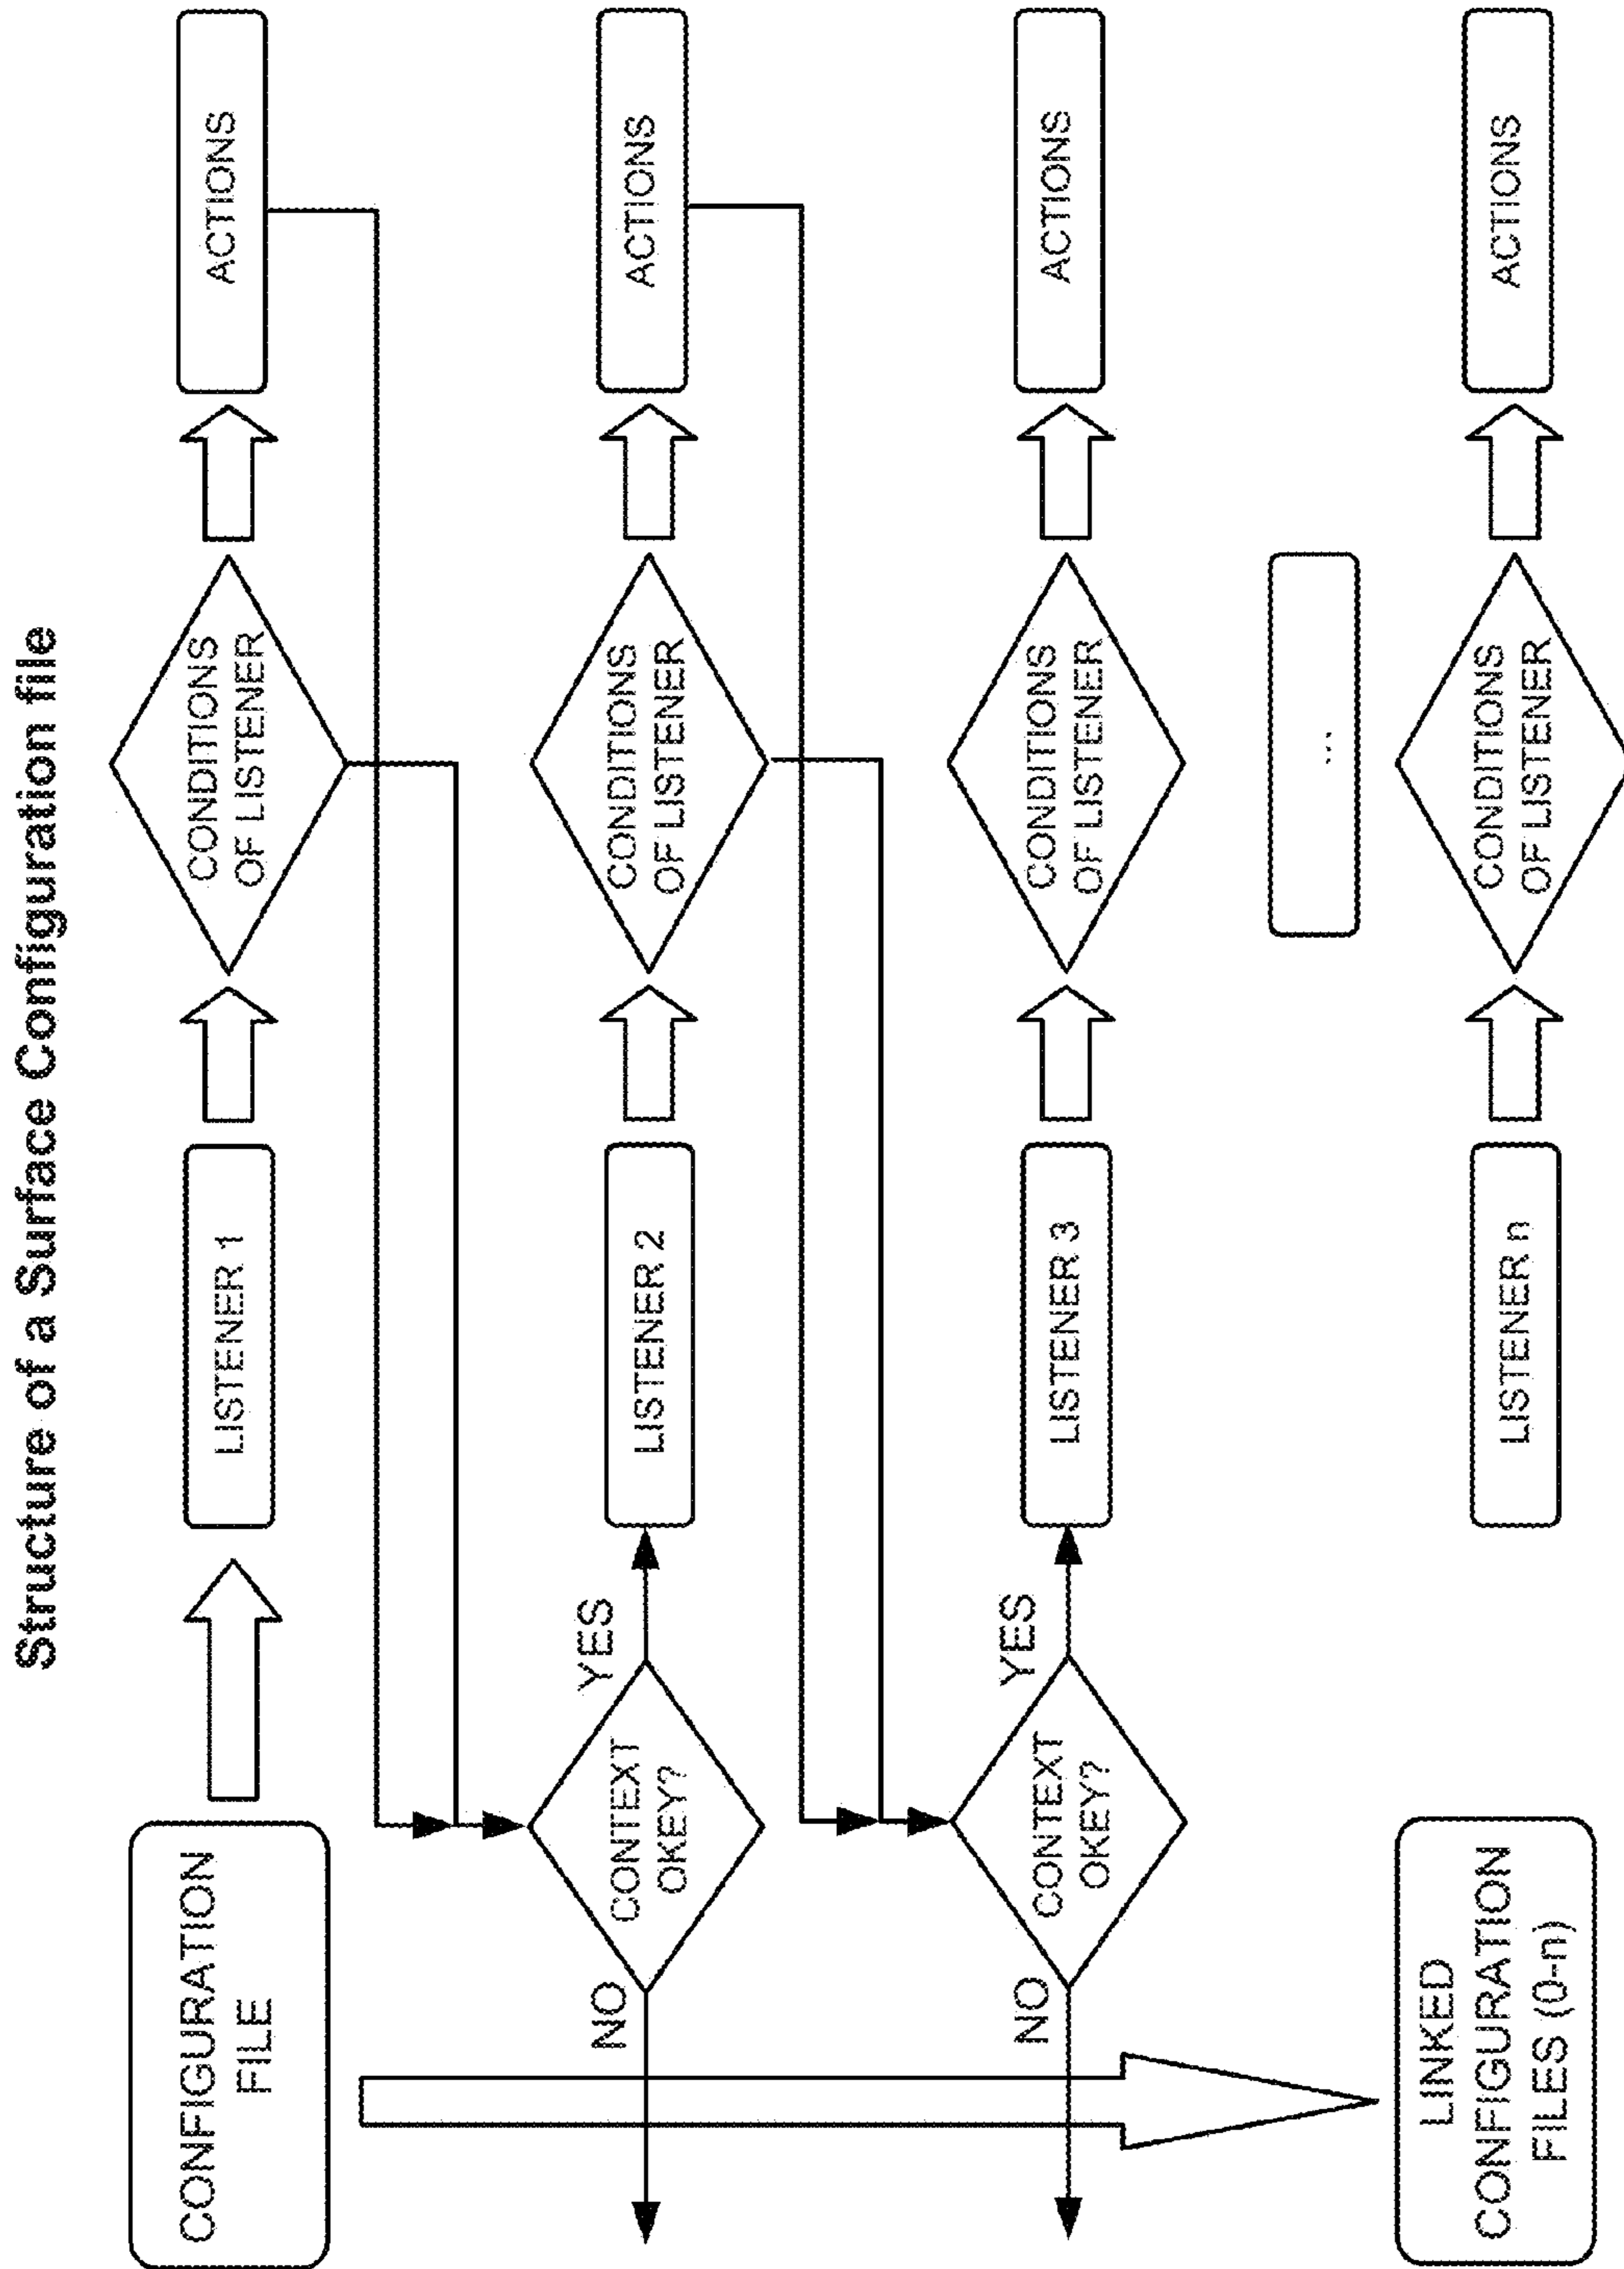 Structure of a Surface Configuration file
CONFIGURATION
FILE
LISTENER 1
CONDITIONS
OF LISTENER
ACTIONS
NO
CONTEXT
OKEY?
YES
LISTENER 2
CONDITIONS
OF LISTENER
ACTIONS
NO
CONTEXT
OKEY?
YES
LISTENER 3
CONDITIONS
OF LISTENER
ACTIONS
...
LINKED
CONFIGURATION
FILES (0-n)
LISTENER n
CONDITIONS
OF LISTENER
ACTIONS